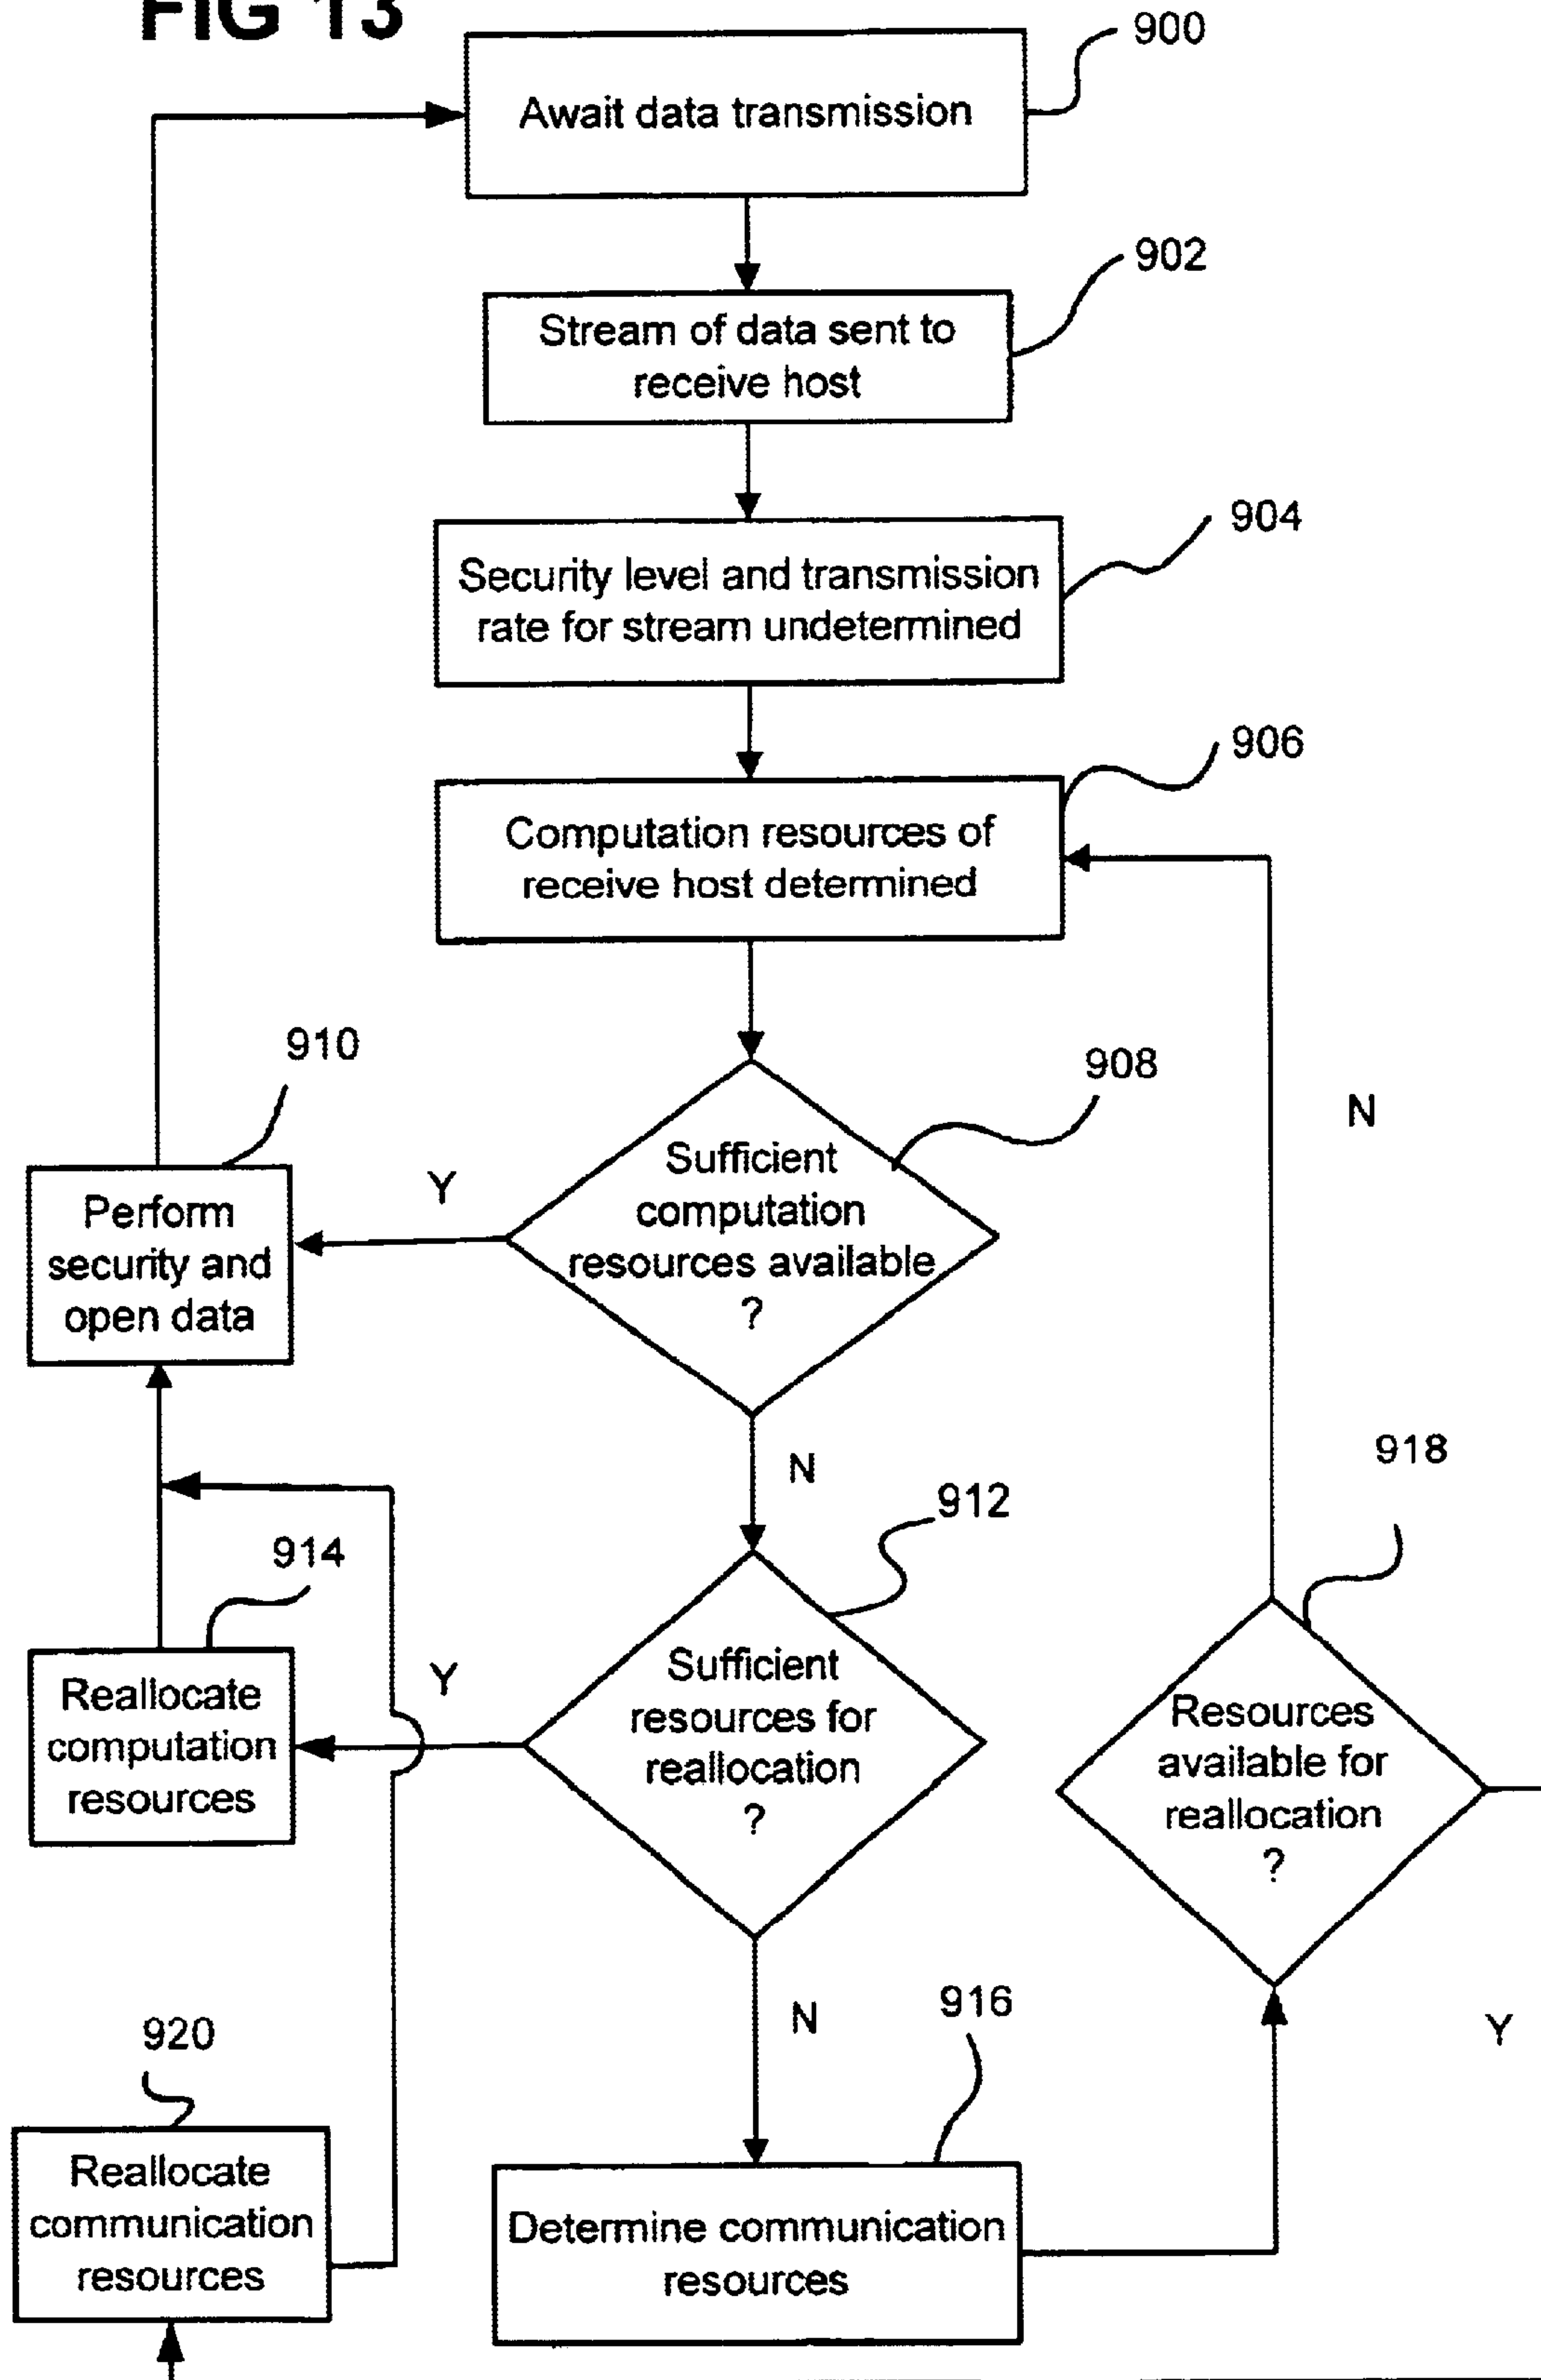 FIG 13
900
Await data transmission
902
Stream of data sent to
receive host
904
Security level and transmission
rate for stream undetermined
906
Computation resources of
receive host determined
910
908
N
Perform
security and
open data
Y
Sufficient
computation
resources available
?
N
918
912
914
Reallocate
computation
resources
Y
Sufficient
resources for
reallocation
?
Resources
available for
reallocation
?
N
916
Y
920
Reallocate
communication
resources
Determine communication
resources